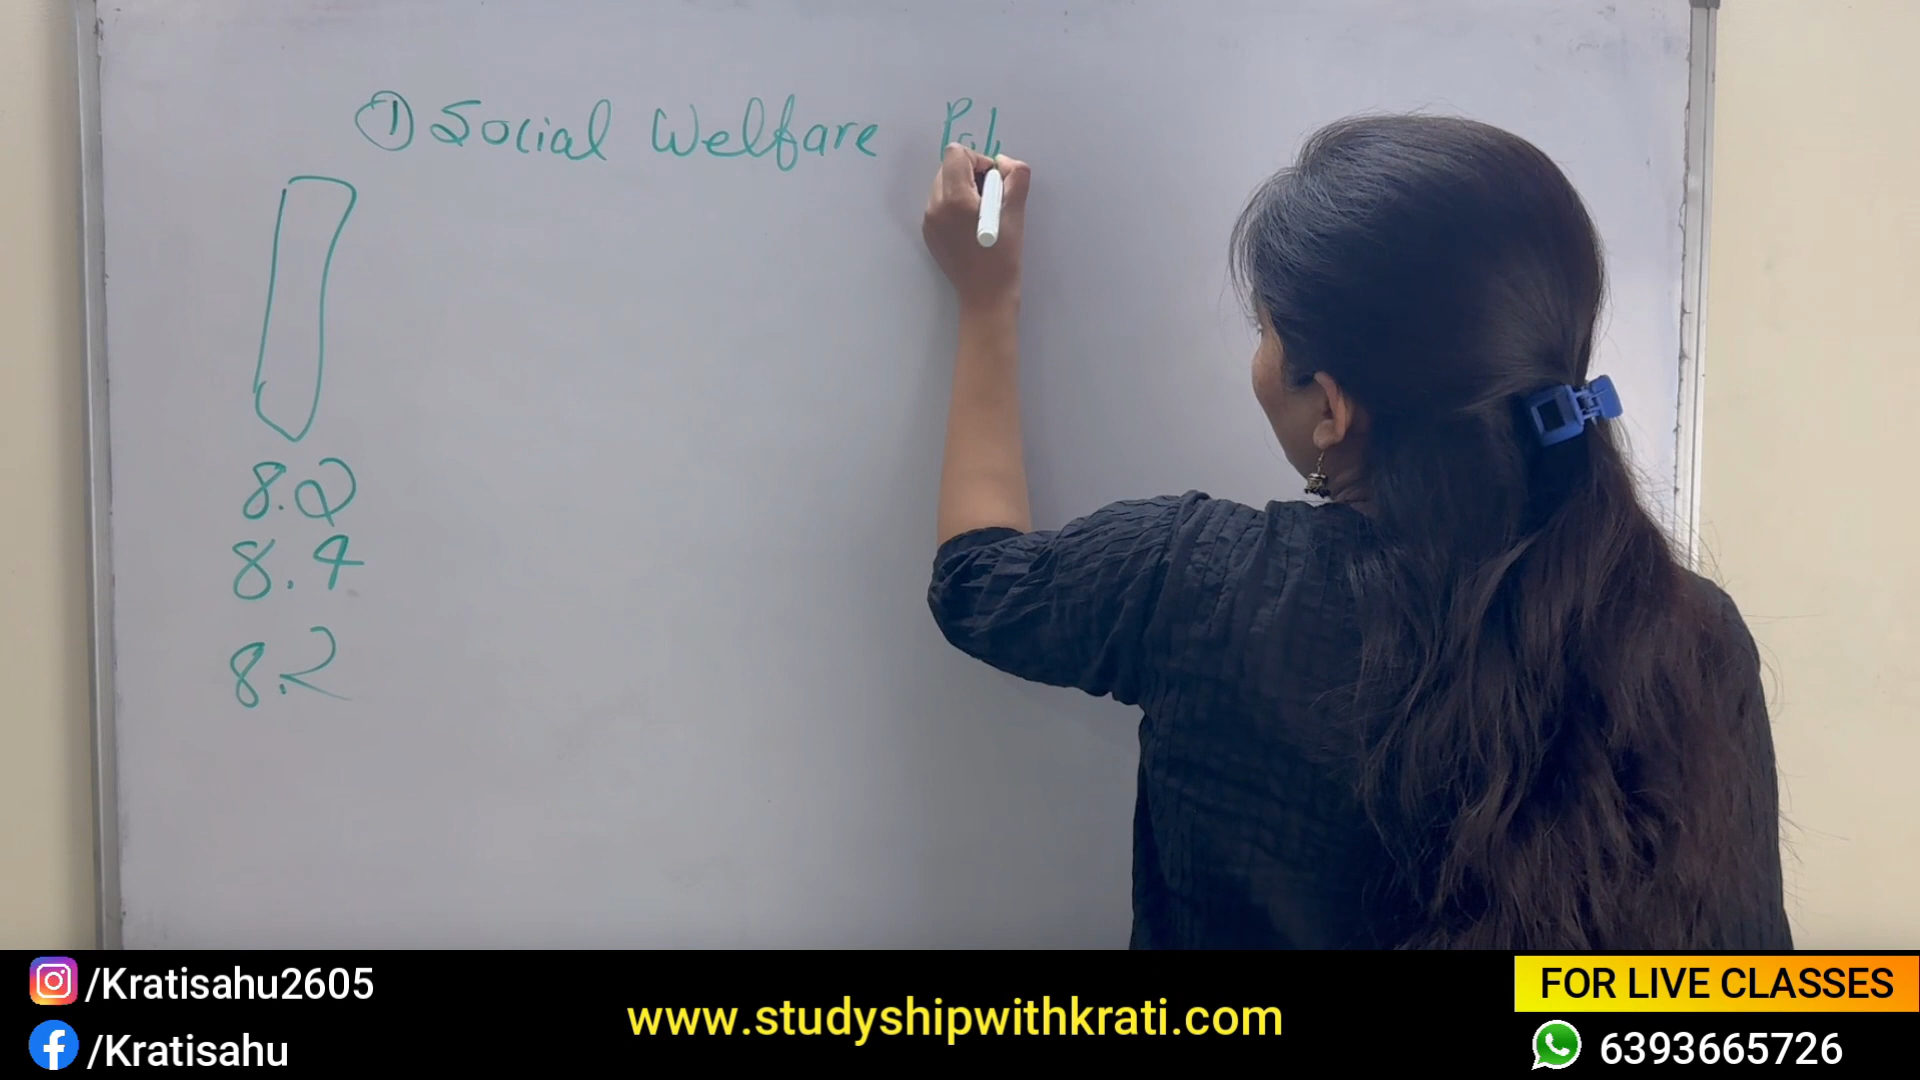 ① Social Welfare
8.2
8.4
8.2
/Kratisahu2605
/Kratisahu
www.studyshipwithkrati.com
FOR LIVE CLASSES
6393665726